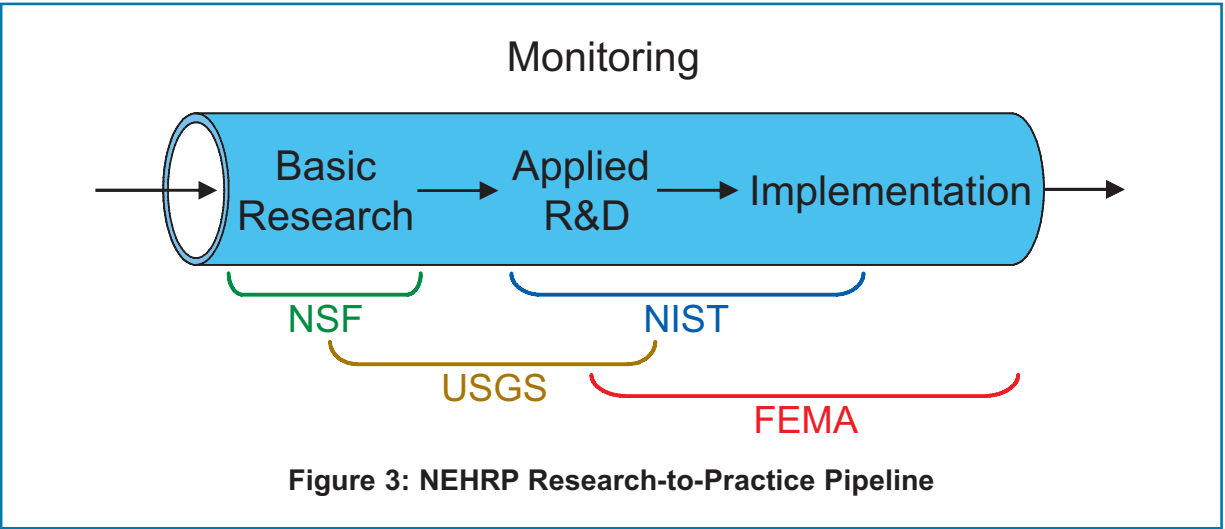 Monitoring
Basic
Research
Applied
R&D
Implementation
NSF
NIST
USGS
FEMA
Figure 3: NEHRP Research-to-Practice Pipeline